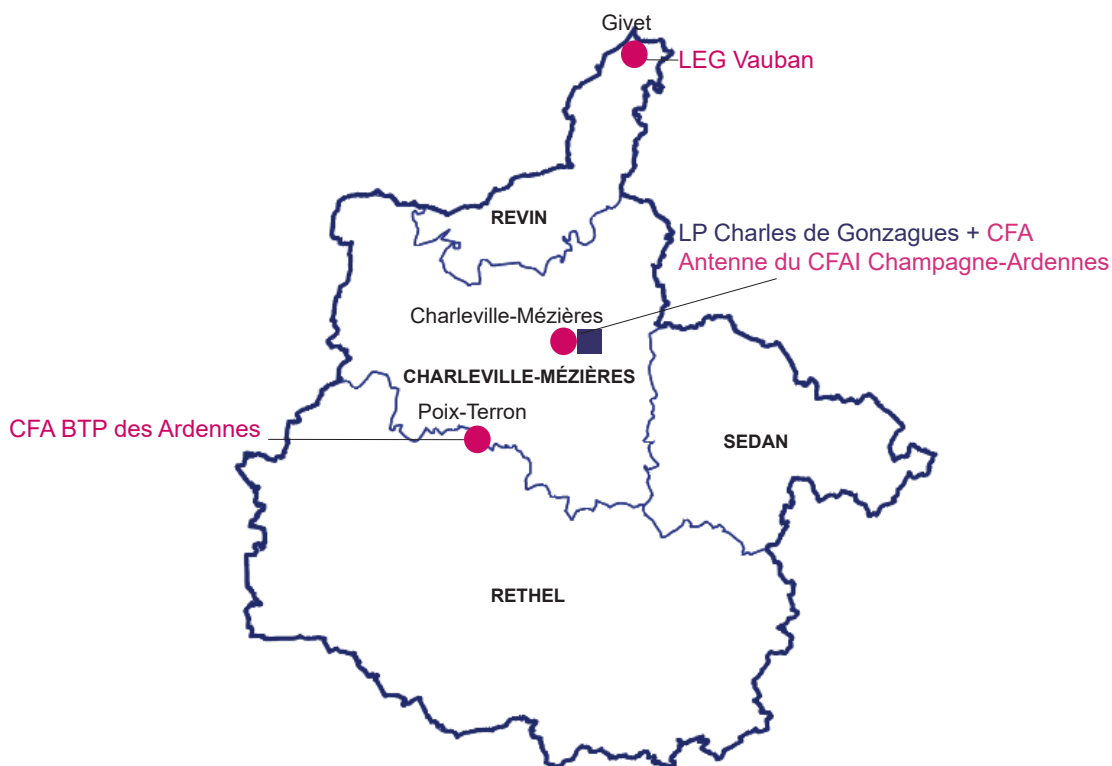 Givet
LEG Vauban
REVIN
LP Charles de Gonzagues + CFA
Antenne du CFAI Champagne-Ardennes
Charleville-Mézières
CHARLEVILLE-MÉZIÈRES
Poix-Terron
CFA BTP des Ardennes
SEDAN
RETHEL